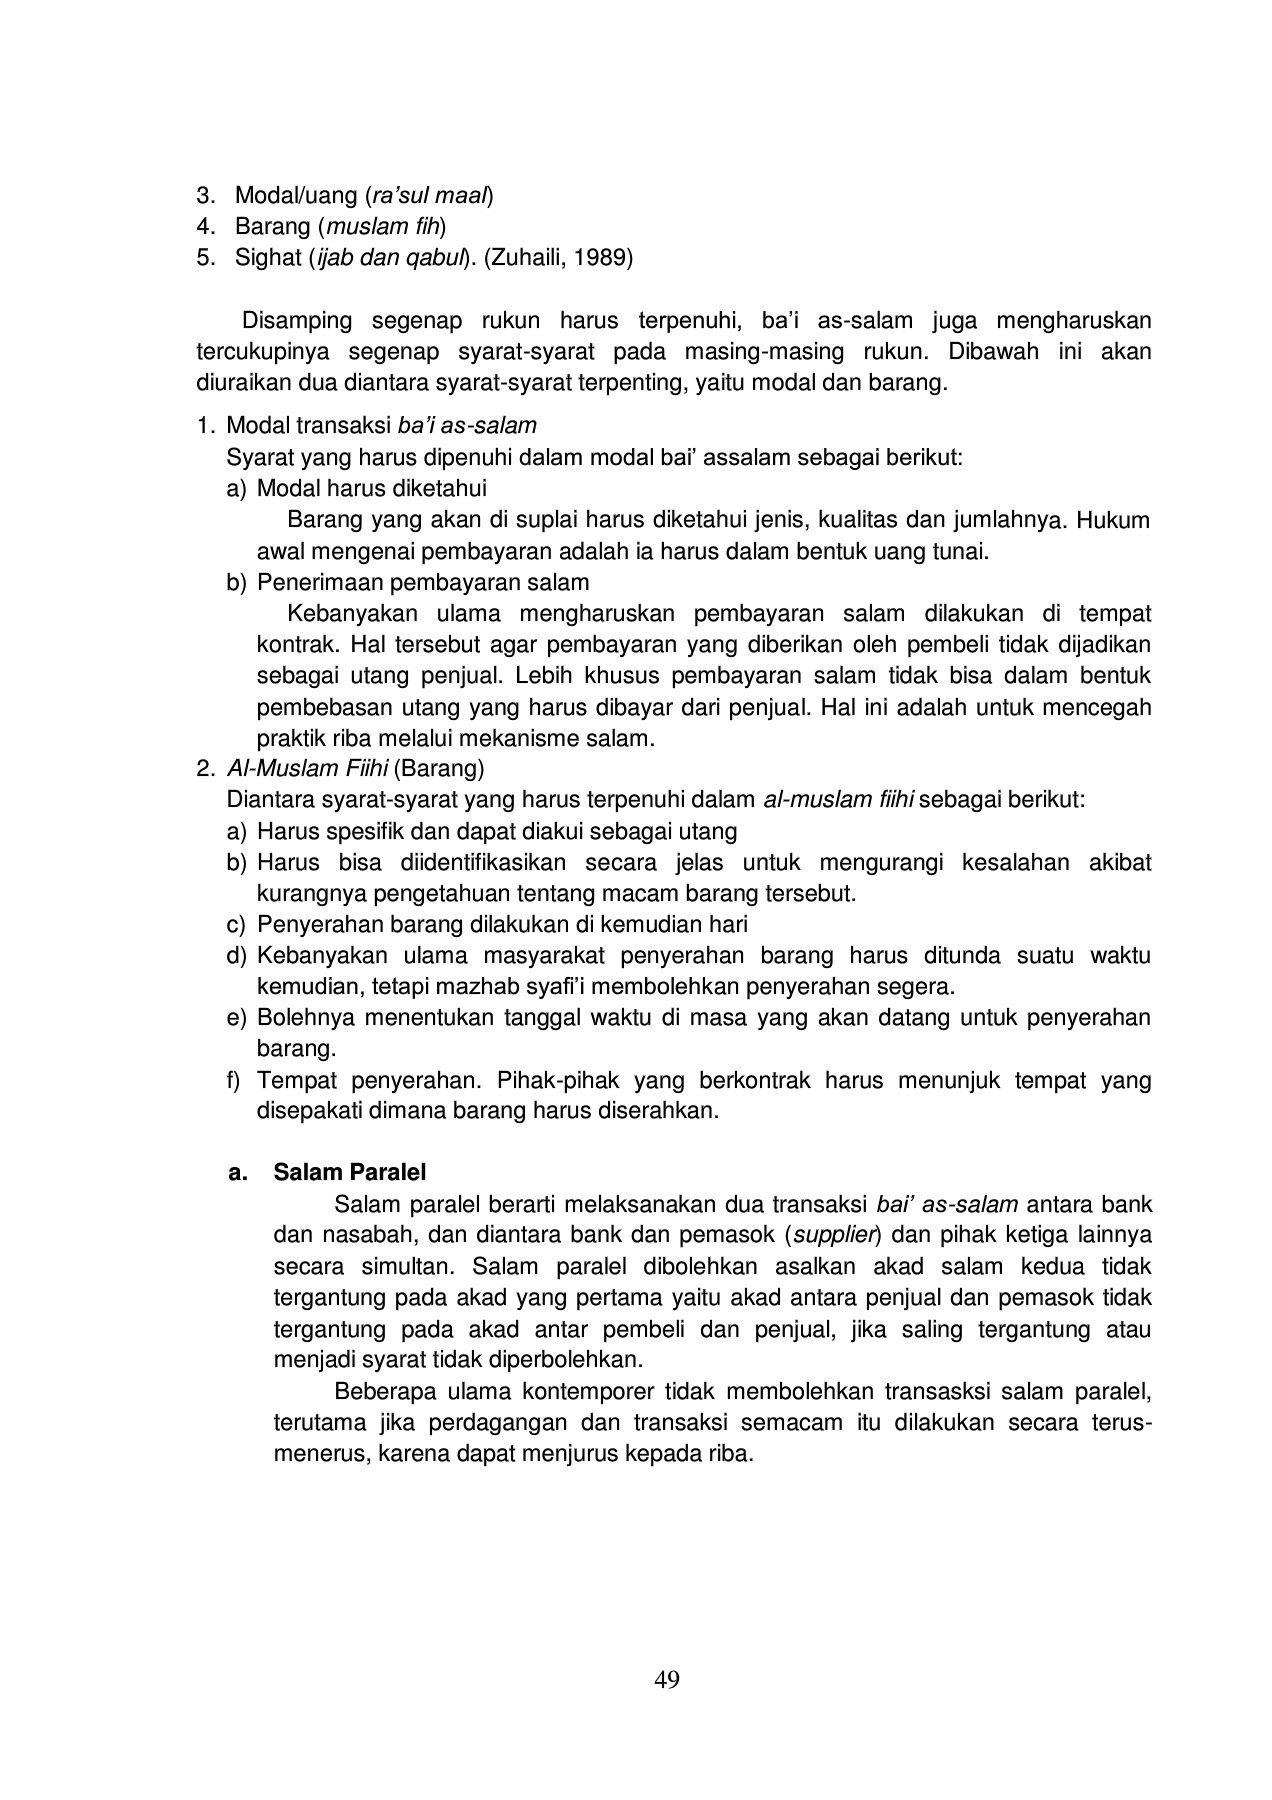 3. Modal/uang (ra’sul maal)
4. Barang (muslam fih)
5. Sighat (ijab dan qabul). (Zuhaili, 1989)
Disamping segenap rukun harus terpenuhi, ba’i as-salam juga mengharuskan
tercukupinya segenap syarat-syarat pada masing-masing rukun. Dibawah ini akan
diuraikan dua diantara syarat-syarat terpenting, yaitu modal dan barang.
1. Modal transaksi ba’i as-salam
Syarat yang harus dipenuhi dalam modal bai’ assalam sebagai berikut:
a) Modal harus diketahui
Barang yang akan di suplai harus diketahui jenis, kualitas dan jumlahnya. Hukum
awal mengenai pembayaran adalah ia harus dalam bentuk uang tunai.
b) Penerimaan pembayaran salam
Kebanyakan ulama mengharuskan pembayaran salam dilakukan di tempat
kontrak. Hal tersebut agar pembayaran yang diberikan oleh pembeli tidak dijadikan
sebagai utang penjual. Lebih khusus pembayaran salam tidak bisa dalam bentuk
pembebasan utang yang harus dibayar dari penjual. Hal ini adalah untuk mencegah
praktik riba melalui mekanisme salam.
2. Al-Muslam Fiihi (Barang)
Diantara syarat-syarat yang harus terpenuhi dalam al-muslam fiihi sebagai berikut:
a) Harus spesifik dan dapat diakui sebagai utang
b) Harus bisa diidentifikasikan secara jelas untuk mengurangi kesalahan akibat
kurangnya pengetahuan tentang macam barang tersebut.
c) Penyerahan barang dilakukan di kemudian hari
d) Kebanyakan ulama masyarakat penyerahan barang harus ditunda suatu waktu
kemudian, tetapi mazhab syafi’i membolehkan penyerahan segera.
e) Bolehnya menentukan tanggal waktu di masa yang akan datang untuk penyerahan
barang.
f) Tempat penyerahan. Pihak-pihak yang berkontrak harus menunjuk tempat yang
disepakati dimana barang harus diserahkan.
a. Salam Paralel
Salam paralel berarti melaksanakan dua transaksi bai’ as-salam antara bank
dan nasabah, dan diantara bank dan pemasok (supplier) dan pihak ketiga lainnya
secara simultan. Salam paralel dibolehkan asalkan akad salam kedua tidak
tergantung pada akad yang pertama yaitu akad antara penjual dan pemasok tidak
tergantung pada akad antar pembeli dan penjual, jika saling tergantung atau
menjadi syarat tidak diperbolehkan.
Beberapa ulama kontemporer tidak membolehkan transasksi salam paralel,
terutama jika perdagangan dan transaksi semacam itu dilakukan secara terus-
menerus, karena dapat menjurus kepada riba.
49